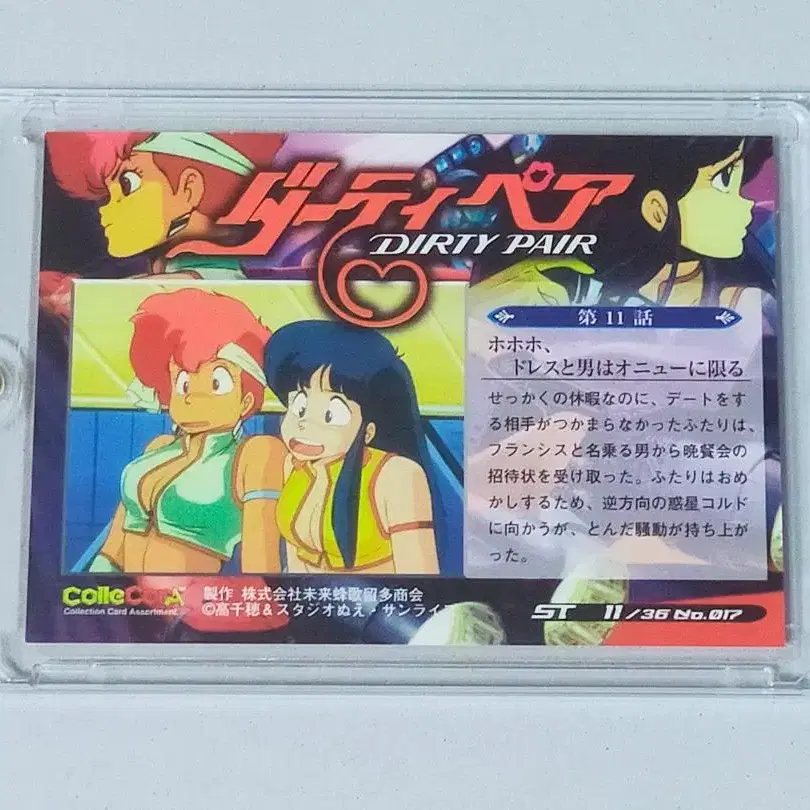 ダーティペア
DIRTY PAIR
第11話
ホホホ、
ドレスと男はオニューに限る
せっかくの休暇なのに、デートをす
る相手がつかまらなかったふたりは、
フランシスと名乗る男から晩餐会の
招待状を受け取った。ふたりはおめ
かしするため、逆方向の惑星コルド
に向かうが、とんだ騒動が持ち上が
った。
ColleCarA
Collection Card Assortment
製作 株式会社未来蜂歌留多商会
©高千穂&スタジオぬえ・サンライズ
ST 11/36 No.017